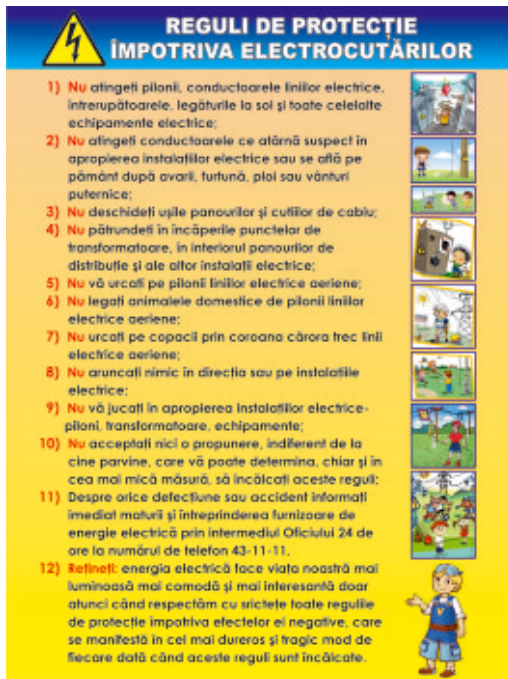 REGULI DE PROTECȚIE
ÎMPOTRIVA ELECTROCUTĂRILOR
1) Nu atingeți pilonii, conductoarele liniilor electrice,
întrerupătoarele, legăturile la sol și toate celelalte
echipamente electrice;
2) Nu atingeți conductoarele ce atârnă suspect în
apropierea instalațiilor electrice sau se află pe
pământ după avarii, furtună, ploi sau vânturi
puternice;
3) Nu deschideți ușile panourilor și cutiilor de cablu;
4) Nu pătrundeți în încăperile punctelor de
transformatoare, în interiorul panourilor de
distribuție și ale altor instalații electrice;
5) Nu vă urcați pe pilonii liniilor electrice aeriene;
6) Nu legați animalele domestice de pilonii liniilor
electrice aeriene;
7) Nu urcați pe copacii prin coroana cărora trec linii
electrice aeriene;
8) Nu aruncați nimic în direcția sau pe instalațiile
electrice;
9) Nu vă jucați în apropierea instalațiilor electrice-
piloni, transformatoare, echipamente;
10) Nu acceptați nici o propunere, indiferent de la
cine parvine, care vă poate determina, chiar și în
cea mai mică măsură, să încălcați aceste reguli;
11) Despre orice defecțiune sau accident informați
imediat maturii și întreprinderea furnizoare de
energie electrică prin intermediul Oficiului 24 de
ore la numărul de telefon 43-11-11.
12) Rețineți: energia electrică face viața noastră mai
luminoasă mai comodă și mai interesantă doar
atunci când respectăm cu strictețe toate regulile
de protecție împotriva efectelor ei negative, care
se manifestă în cel mai dureros și tragic mod de
fiecare dată când aceste reguli sunt încălcate.